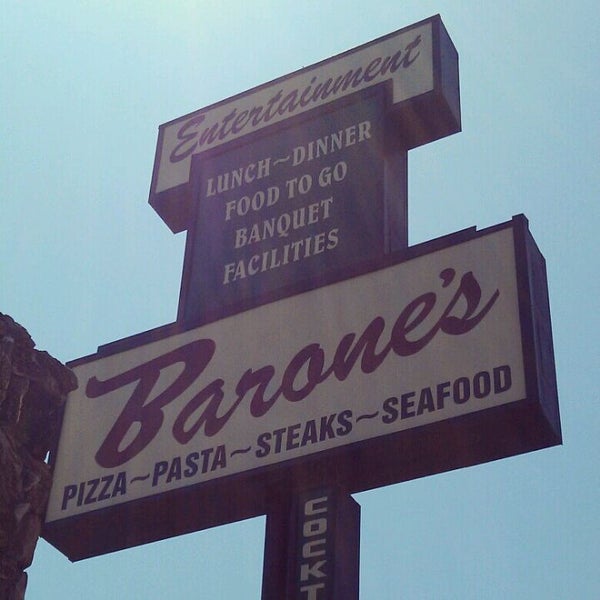 Entertainment
LUNCH~DINNER
FOOD TO GO
BANQUET
FACILITIES
Barone's
PIZZA~PASTA~STEAKS~SEAFOOD
COCKT